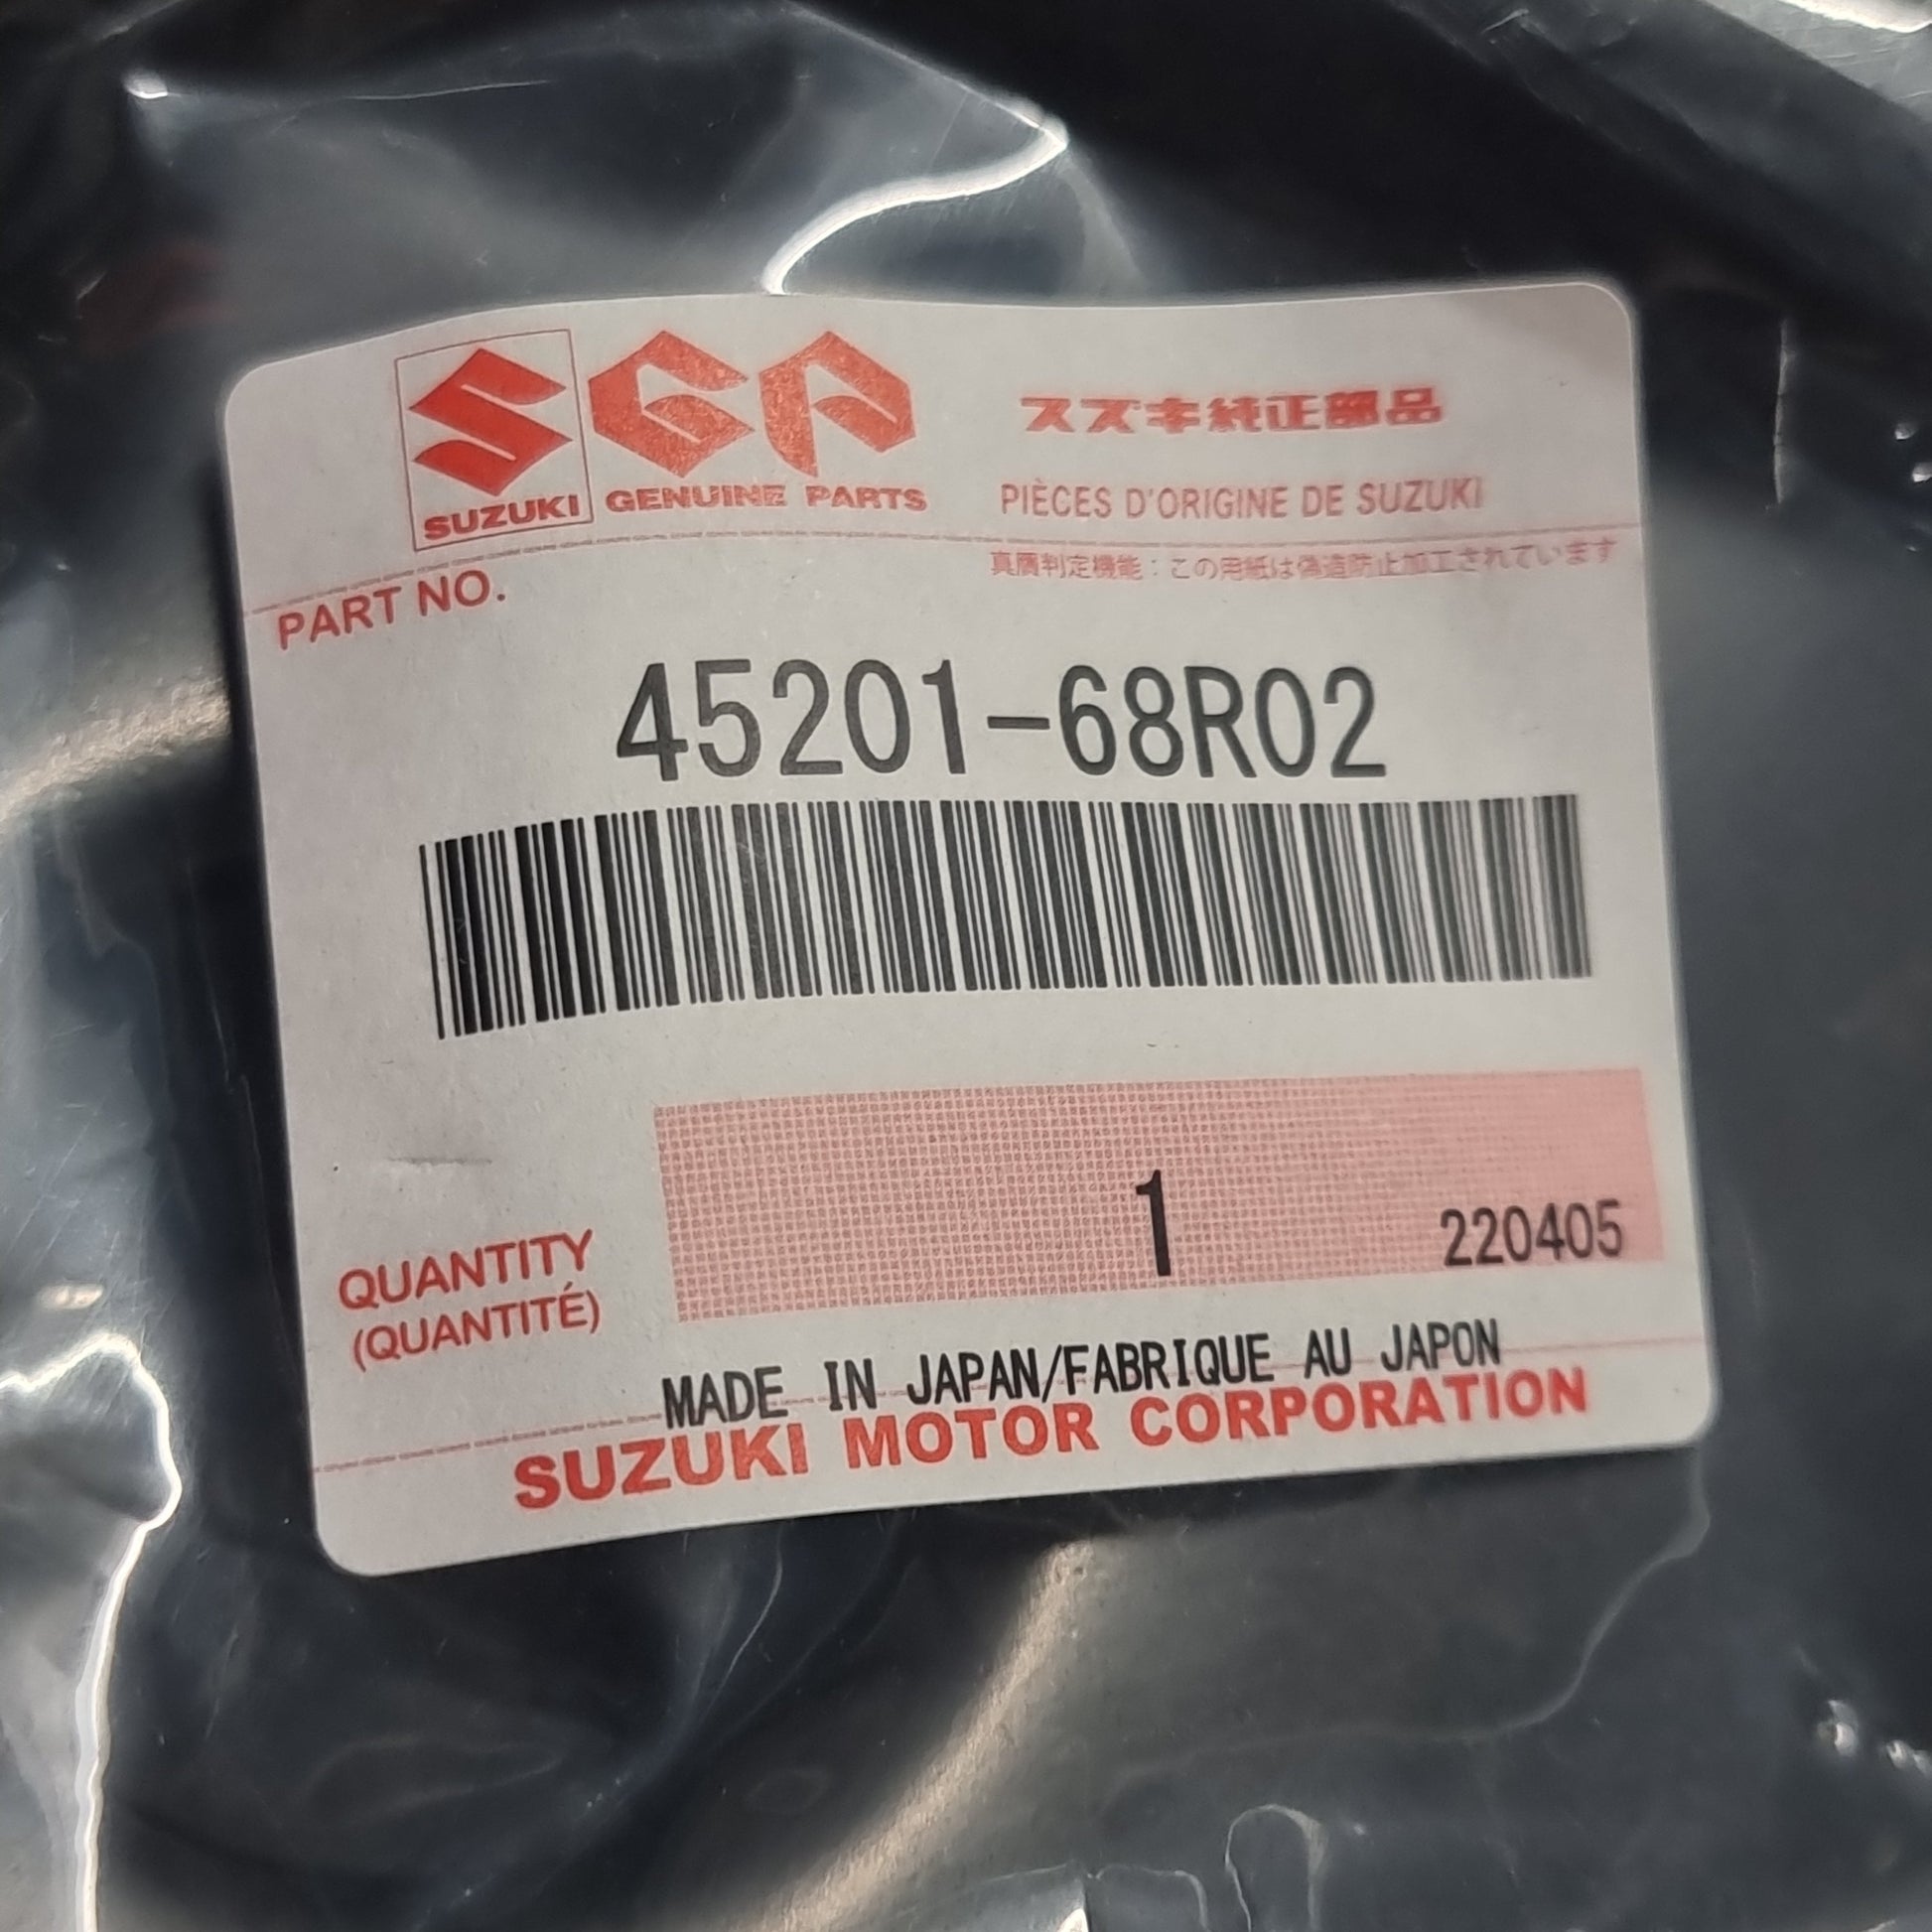 SGP
スズキ純正部品
SUZUKI GENUINE PARTS
PIÈCES D'ORIGINE DE SUZUKI
真贋判定機能：この用紙は偽造防止加工されています
PART NO.
45201-68R02
QUANTITY
(QUANTITÉ)
1
220405
MADE IN JAPAN/FABRIQUE AU JAPON
SUZUKI MOTOR CORPORATION